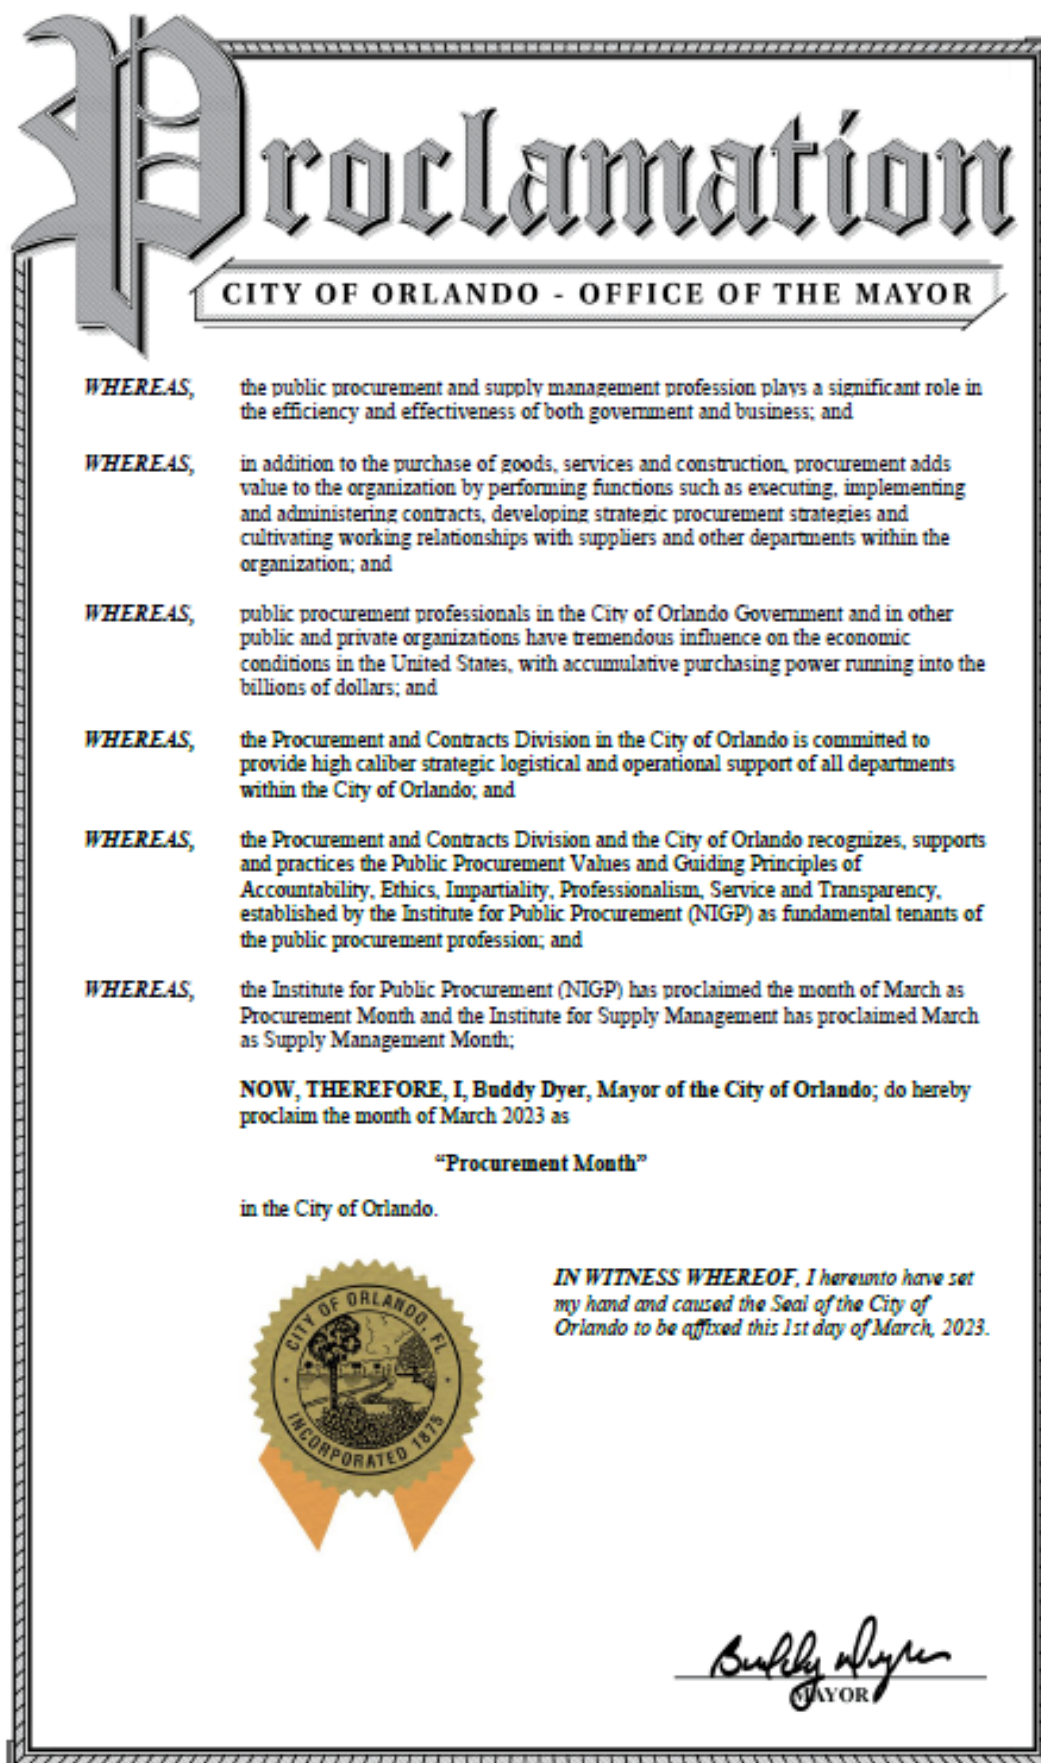 Proclamation
CITY OF ORLANDO - OFFICE OF THE MAYOR
WHEREAS, the public procurement and supply management profession plays a significant role in
the efficiency and effectiveness of both government and business; and
WHEREAS, in addition to the purchase of goods, services and construction, procurement adds
value to the organization by performing functions such as executing, implementing
and administering contracts, developing strategic procurement strategies and
cultivating working relationships with suppliers and other departments within the
organization; and
WHEREAS, public procurement professionals in the City of Orlando Government and in other
public and private organizations have tremendous influence on the economic
conditions in the United States, with accumulative purchasing power running into the
billions of dollars; and
WHEREAS, the Procurement and Contracts Division in the City of Orlando is committed to
provide high caliber strategic logistical and operational support of all departments
within the City of Orlando; and
WHEREAS, the Procurement and Contracts Division and the City of Orlando recognizes, supports
and practices the Public Procurement Values and Guiding Principles of
Accountability, Ethics, Impartiality, Professionalism, Service and Transparency,
established by the Institute for Public Procurement (NIGP) as fundamental tenants of
the public procurement profession; and
WHEREAS, the Institute for Public Procurement (NIGP) has proclaimed the month of March as
Procurement Month and the Institute for Supply Management has proclaimed March
as Supply Management Month;
NOW, THEREFORE, I, Buddy Dyer, Mayor of the City of Orlando; do hereby
proclaim the month of March 2023 as
“Procurement Month”
in the City of Orlando.
IN WITNESS WHEREOF, I hereunto have set
my hand and caused the Seal of the City of
Orlando to be affixed this 1st day of March, 2023.
CITY OF ORLANDO, FL
INCORPORATED 1875
Buddy Dyer
MAYOR